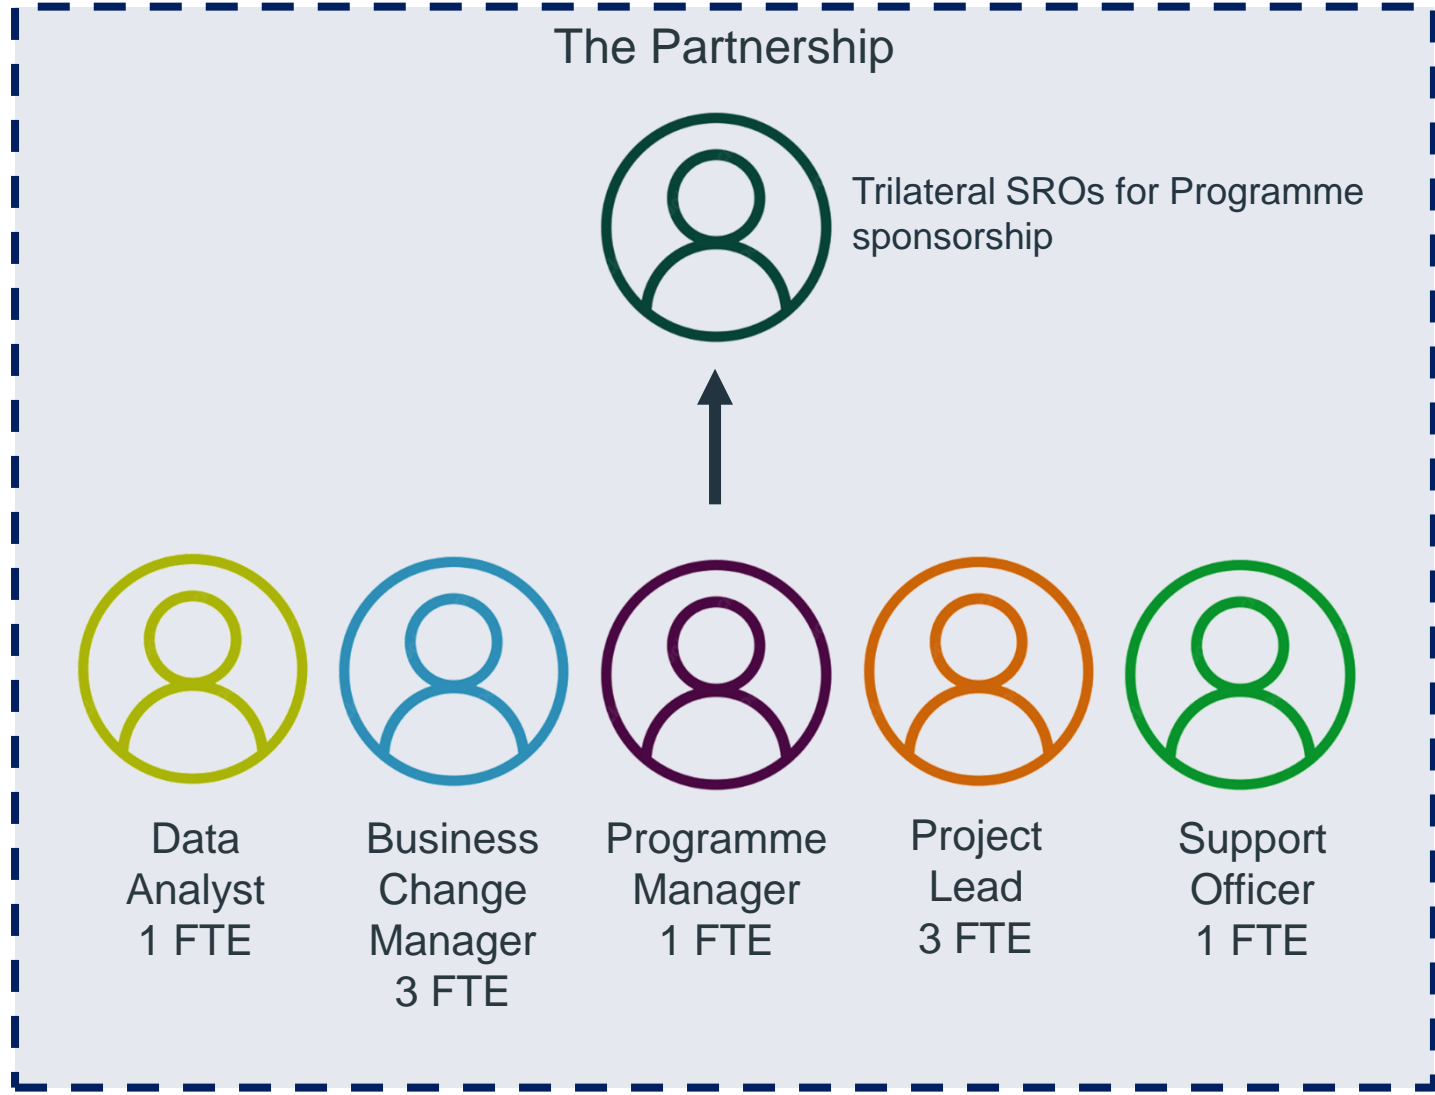 The Partnership
Trilateral SROs for Programme
sponsorship
Data
Analyst
1 FTE
Business
Change
Manager
3 FTE
Programme
Manager
1 FTE
Project
Lead
3 FTE
Support
Officer
1 FTE